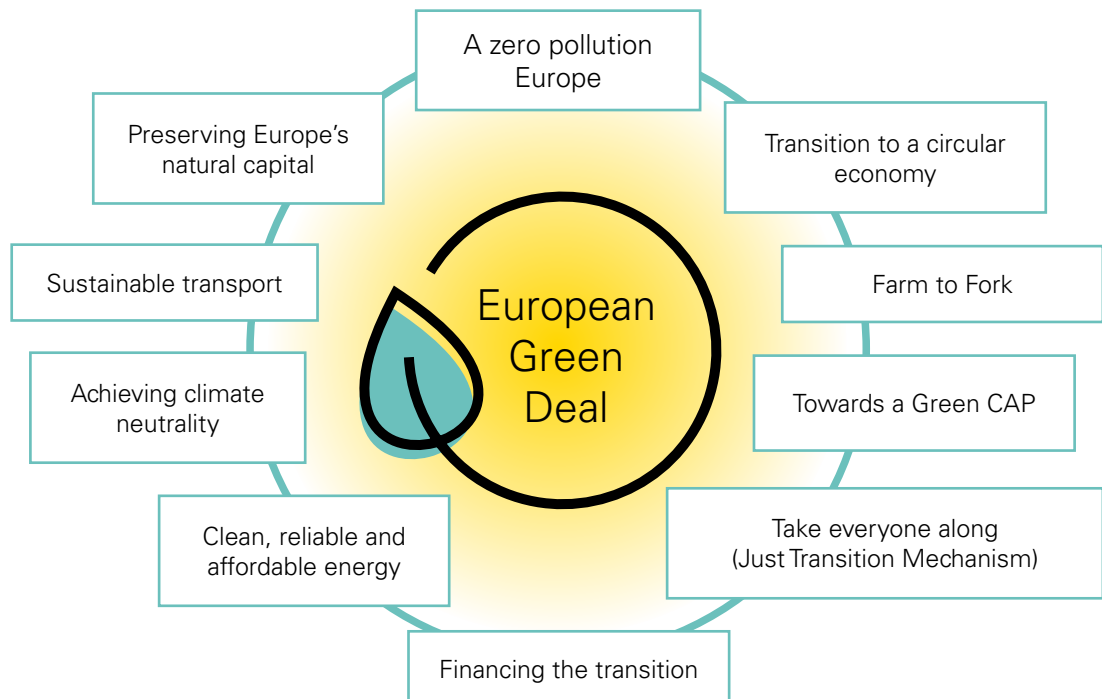 A zero pollution
Europe
Preserving Europe's
natural capital
Transition to a circular
economy
Sustainable transport
Farm to Fork
European
Green
Deal
Achieving climate
neutrality
Towards a Green CAP
Clean, reliable and
affordable energy
Take everyone along
(Just Transition Mechanism)
Financing the transition